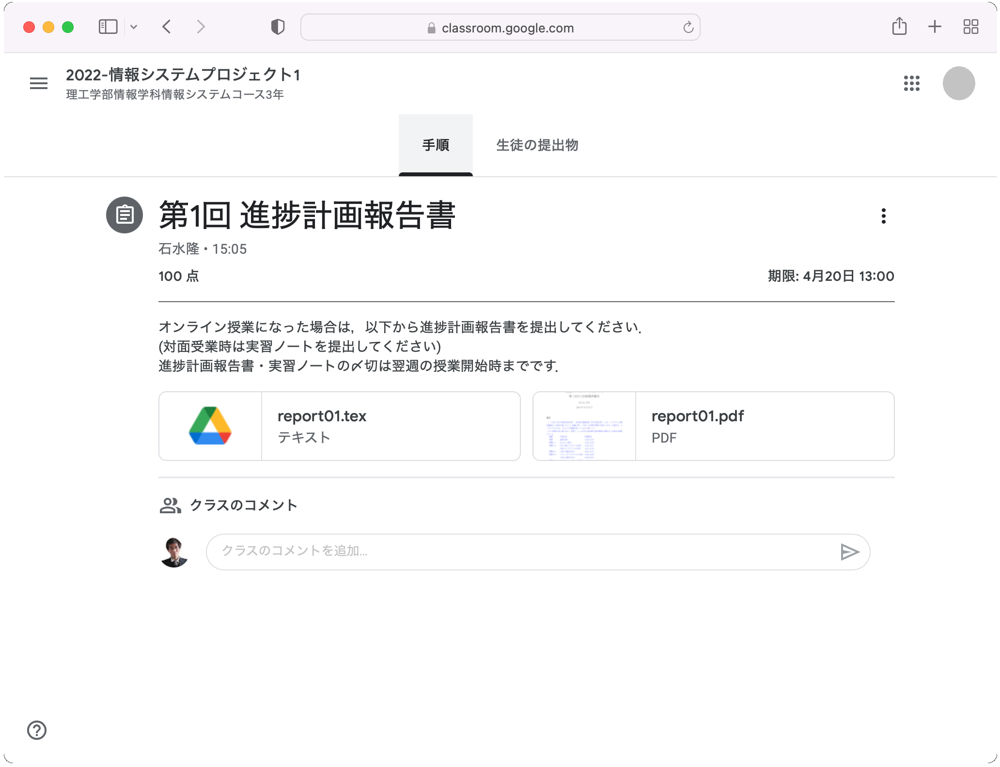 classroom.google.com
2022-情報システムプロジェクト1
理工学部情報学科情報システムコース3年
手順
生徒の提出物
第1回 進捗計画報告書
石水隆・15:05
100 点
期限: 4月20日 13:00
オンライン授業になった場合は，以下から進捗計画報告書を提出してください．
(対面受業時は実習ノートを提出してください)
進捗計画報告書・実習ノートの〆切は翌週の授業開始時までです．
report01.tex
テキスト
report01.pdf
PDF
クラスのコメント
クラスのコメントを追加...